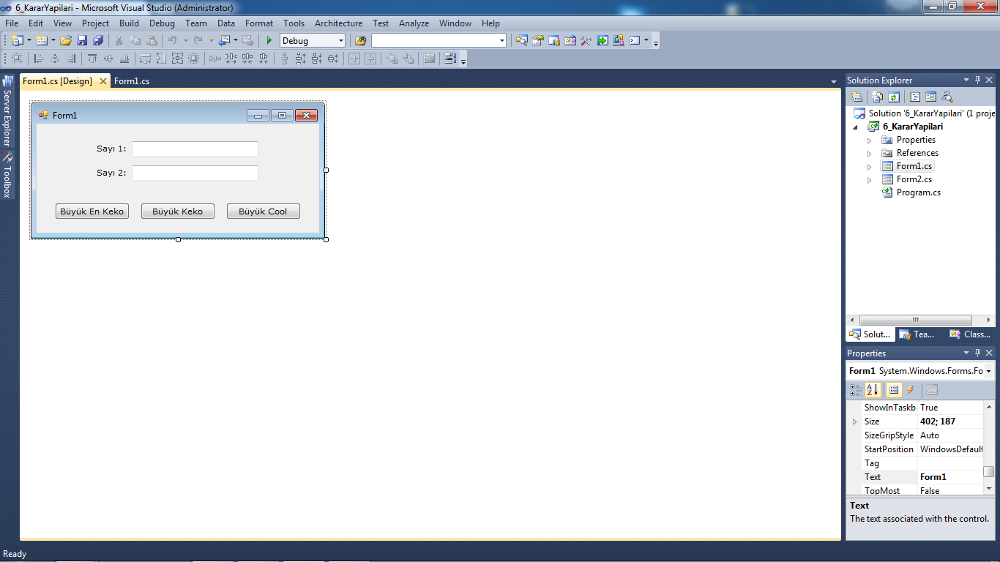 6_KararYapilari - Microsoft Visual Studio (Administrator)
File Edit View Project Build Debug Team Data Format Tools Architecture Test Analyze Window Help
Debug
Server Explorer
Toolbox
Form1.cs [Design] Form1.cs
Form1
Sayı 1:
Sayı 2:
Büyük En Keko Büyük Keko Büyük Cool
Solution Explorer
Solution '6_KararYapilari' (1 proje
6_KararYapilari
Properties
References
Form1.cs
Form2.cs
Program.cs
Solut... Tea... Class...
Properties
Form1 System.Windows.Forms.Fo
ShowInTaskb True
Size 402; 187
SizeGripStyle Auto
StartPosition WindowsDefault
Tag
Text Form1
TopMost False
Text
The text associated with the control.
Ready